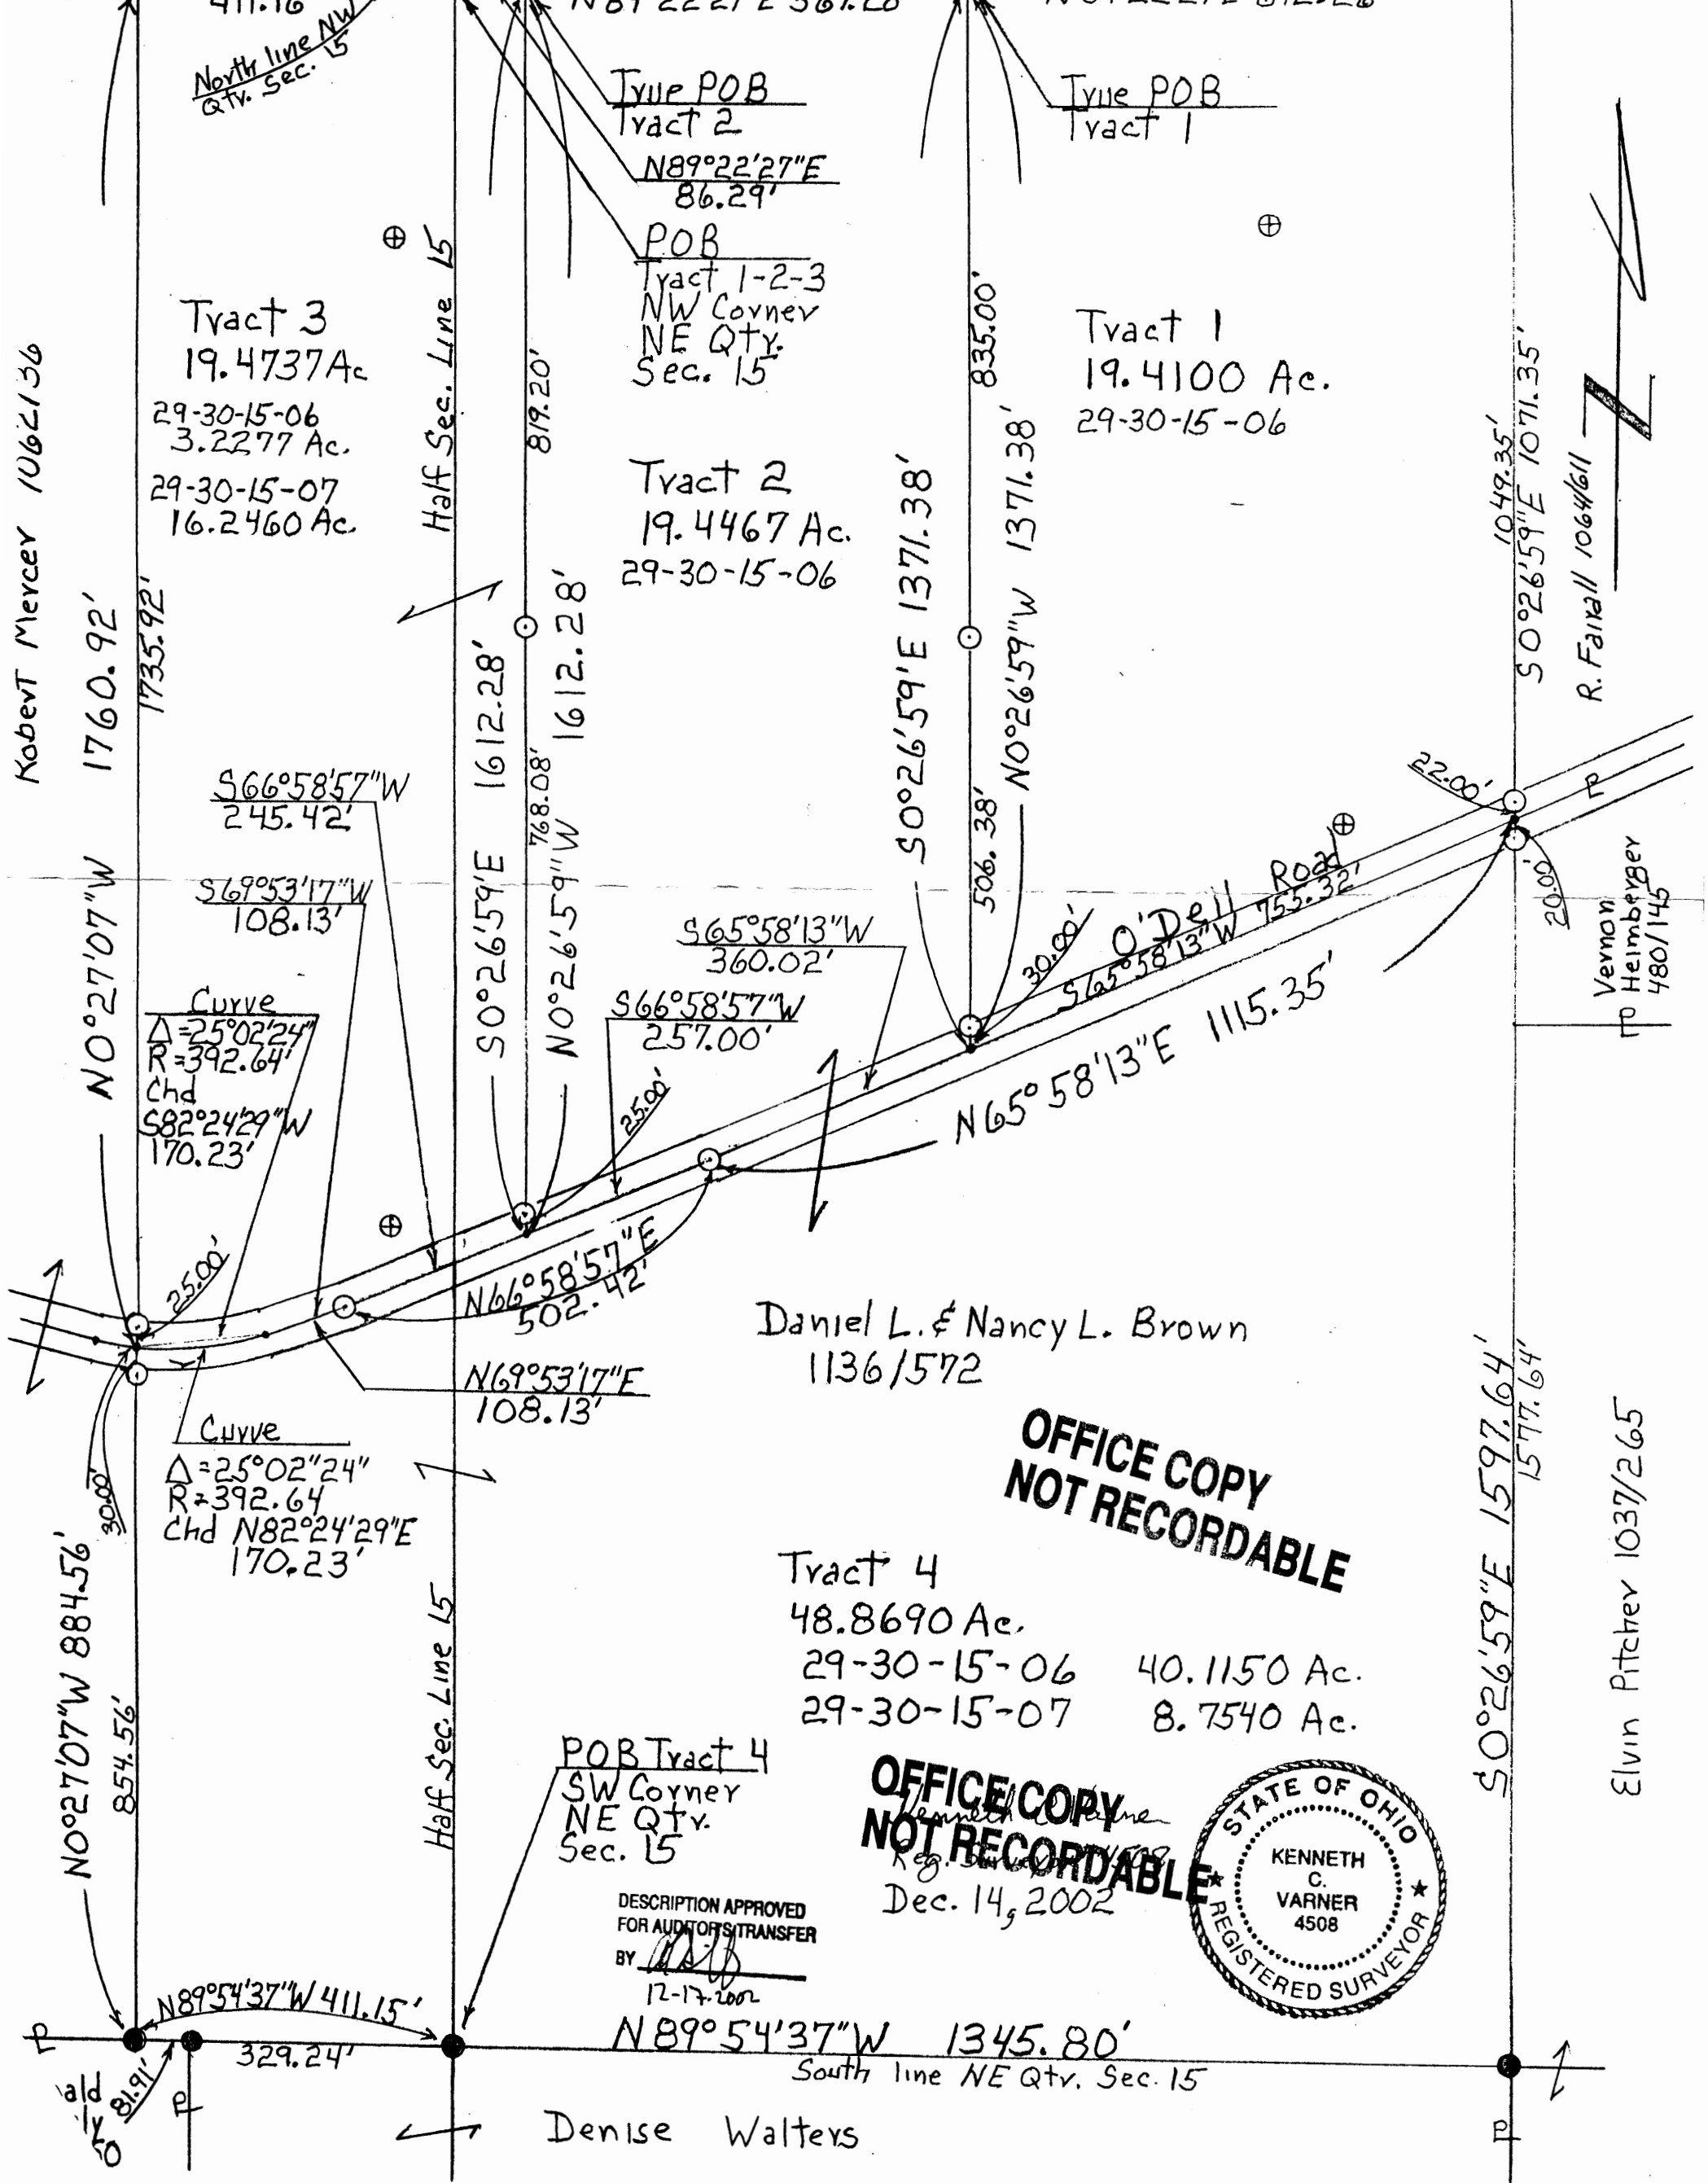 411.16
North line NW
Qtr. Sec. 15
True POB
Tract 2
N89°22'27"E
86.29'
POB
Tract 1-2-3
NW Corner
NE Qtr.
Sec. 15
True POB
Tract 1
Tract 3
19.4737 Ac
29-30-15-06
3.2277 Ac.
29-30-15-07
16.2460 Ac.
Half Sec. Line 15
819.20'
Tract 2
19.4467 Ac.
29-30-15-06
835.00'
Tract 1
19.4100 Ac.
29-30-15-06
Robert Mercer 1062/136
N0°27'07"W 1760.92'
1735.92'
S0°26'59'E 1612.28'
768.08'
N0°26'59"W 1612.28'
S0°26'59'E 1371.38'
506.38'
N0°26'59"W 1371.38'
1049.35'
S0°26'59"E 1071.35'
R. Fairall 1064/611
S66°58'57"W
245.42'
S69°53'17"W
108.13'
Curve
Δ=25°02'24"
R=392.64'
Chd
S82°24'29"W
170.23'
S65°58'13"W
360.02'
S66°58'57"W
257.00'
25.00'
30.00'
O'Dell Road
S65°58'13"W 755.32'
N65°58'13"E 1115.35'
22.00'
20.00'
Vernon
Heimberger
480/145
25.00'
N66°58'57"E
502.42'
N69°53'17"E
108.13'
Daniel L. & Nancy L. Brown
1136/572
Curve
Δ=25°02"24"
R=392.64
Chd N82°24'29"E
170.23'
30.00'
OFFICE COPY
NOT RECORDABLE
N0°27'07"W 884.56'
854.56'
Half Sec. Line 15
Tract 4
48.8690 Ac.
29-30-15-06 40.1150 Ac.
29-30-15-07 8.7540 Ac.
S0°26'59"E 1597.64'
1577.64'
Elvin Pitcher 1037/265
POB Tract 4
SW Corner
NE Qtr.
Sec. 15
OFFICE COPY
NOT RECORDABLE
Kenneth C Varner
Reg. Surveyor 4508
Dec. 14, 2002
STATE OF OHIO
KENNETH
C.
VARNER
4508
REGISTERED SURVEYOR
DESCRIPTION APPROVED
FOR AUDITOR'S TRANSFER
BY
12-17-2002
N89°54'37"W 411.15'
329.24'
81.91'
N89°54'37"W 1345.80'
South line NE Qtr. Sec. 15
Denise Walters